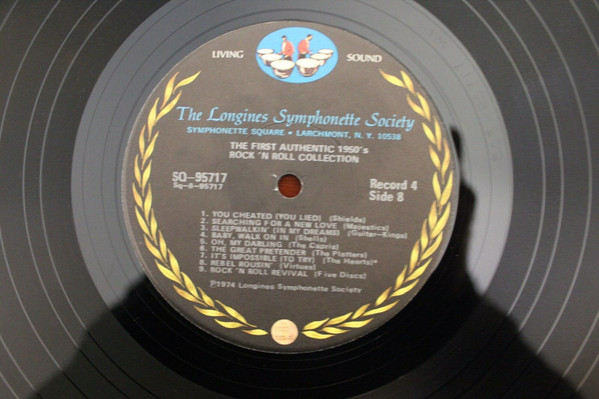 LIVING SOUND
The Longines Symphonette Society
SYMPHONETTE SQUARE • LARCHMONT, N. Y. 10538
THE FIRST AUTHENTIC 1950's
ROCK 'N ROLL COLLECTION
SQ-95717
Sq-8-95717
Record 4
Side 8
1. YOU CHEATED (YOU LIED) (Shields)
2. SEARCHING FOR A NEW LOVE (Majestics)
3. SLEEPWALKIN' (IN MY DREAMS) (Guitar-Kings)
4. BABY, WALK ON IN (Shells)
5. OH, MY DARLING (The Capris)
6. THE GREAT PRETENDER (The Platters)
7. IT'S IMPOSSIBLE (TO TRY) (The Hearts)*
8. REBEL ROUSIN' (Virtues)
9. ROCK 'N ROLL REVIVAL (Five Discs)
Ⓟ1974 Longines Symphonette Society